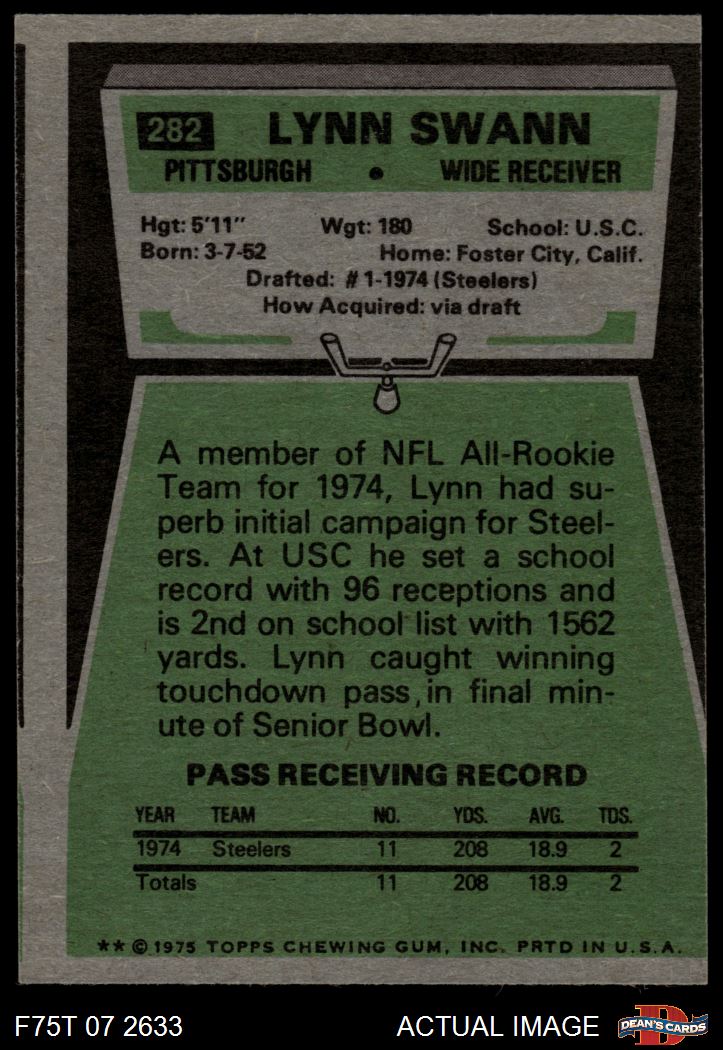 282 LYNN SWANN
PITTSBURGH • WIDE RECEIVER
Hgt: 5'11" Wgt: 180 School: U.S.C.
Born: 3-7-52 Home: Foster City, Calif.
Drafted: #1-1974 (Steelers)
How Acquired: via draft
A member of NFL All-Rookie
Team for 1974, Lynn had su-
perb initial campaign for Steel-
ers. At USC he set a school
record with 96 receptions and
is 2nd on school list with 1562
yards. Lynn caught winning
touchdown pass, in final min-
ute of Senior Bowl.
PASS RECEIVING RECORD
YEAR TEAM NO. YDS. AVG. TDS.
1974 Steelers 11 208 18.9 2
Totals 11 208 18.9 2
** © 1975 TOPPS CHEWING GUM, INC. PRTD IN U.S.A.
F75T 07 2633 ACTUAL IMAGE D DEAN'S CARDS